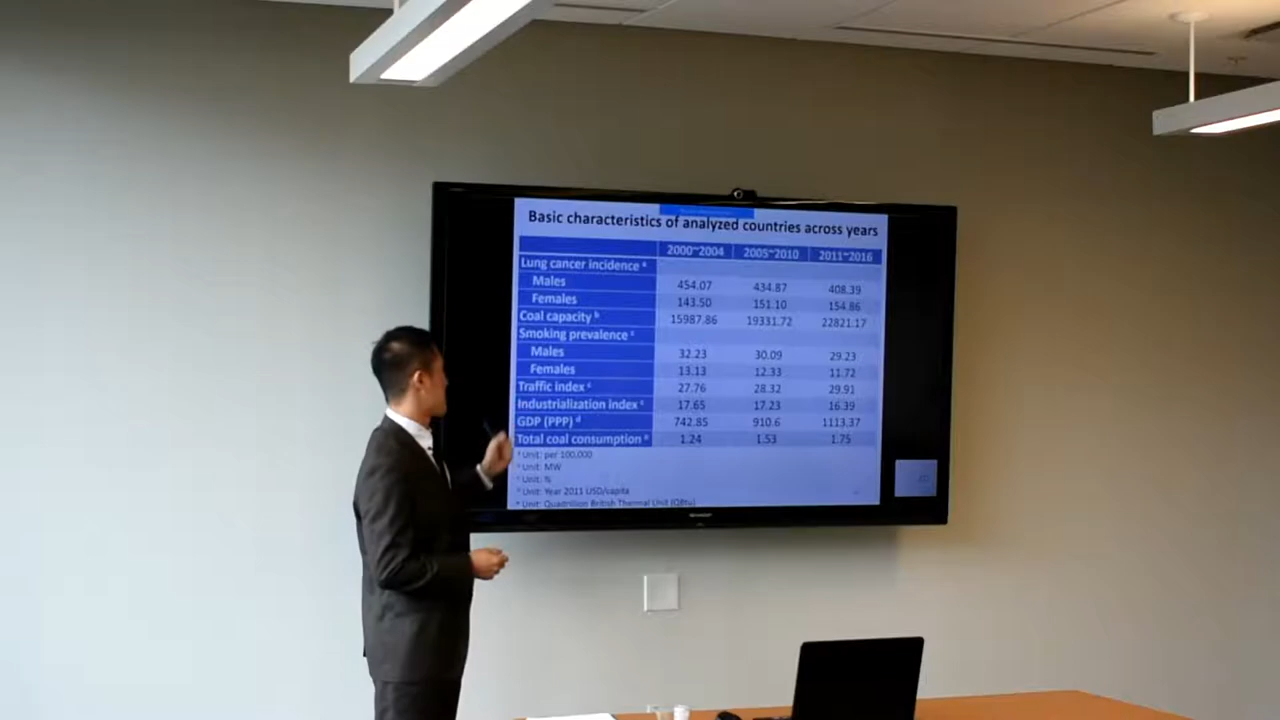 Basic characteristics of analyzed countries across years
2000~2004 2005~2010 2011~2016
Lung cancer incidence ᵃ
Males 454.07 434.87 408.39
Females 143.50 151.10 154.86
Coal capacity ᵇ 15987.86 19331.72 22821.17
Smoking prevalence ᶜ
Males 32.23 30.09 29.23
Females 13.13 12.33 11.72
Traffic index ᶜ 27.76 28.32 29.91
Industrialization index ᶜ 17.65 17.23 16.39
GDP (PPP) ᵈ 742.85 910.6 1113.37
Total coal consumption ᵉ 1.24 1.53 1.75
ᵃ Unit: per 100,000
ᵇ Unit: MW
ᶜ Unit: %
ᵈ Unit: Year 2011 USD/capita
ᵉ Unit: Quadrillion British Thermal Unit (QBtu)
SHARP